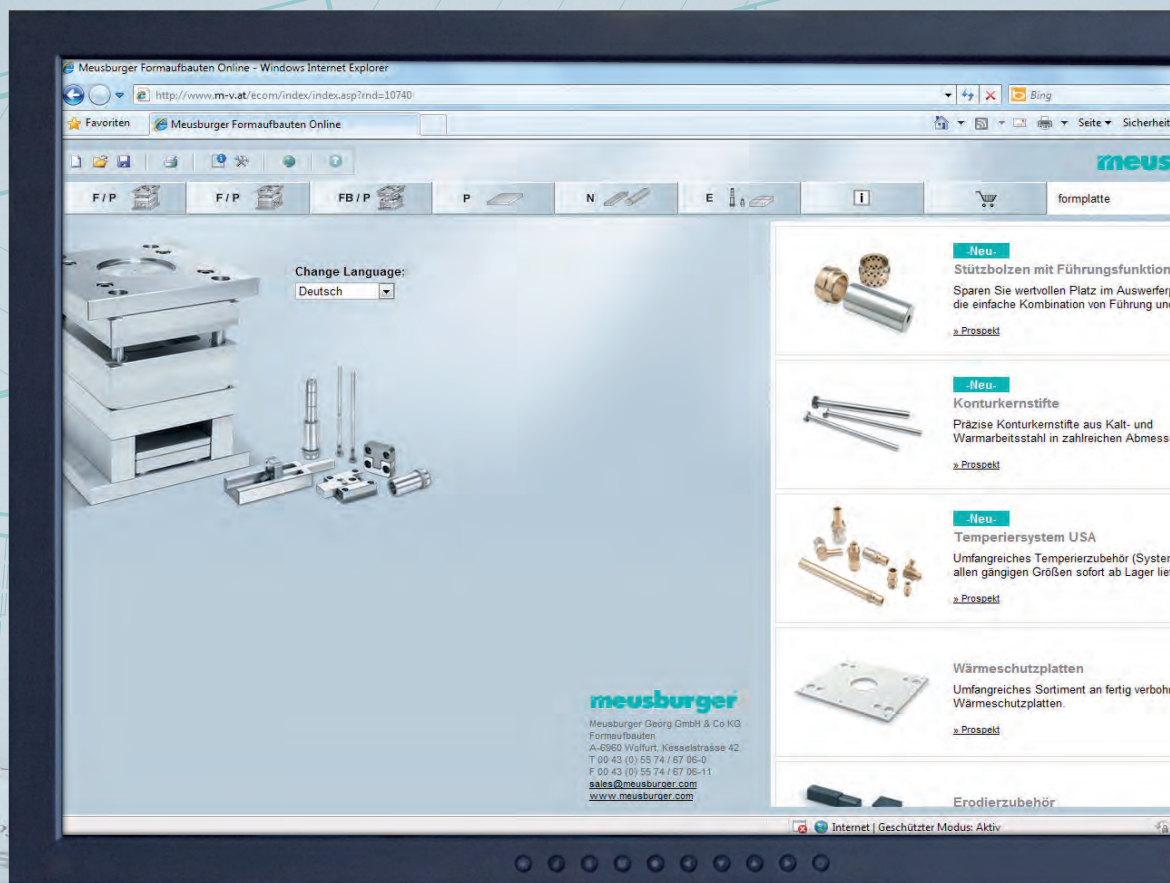 Meusburger Formaufbauten Online - Windows Internet Explorer
http://www.m-v.at/ecom/index/index.asp?rnd=10740
Bing
Favoriten
Meusburger Formaufbauten Online
Seite
Sicherheit
meus
F / P
F / P
FB / P
P
N
E
i
formplatte
Change Language:
Deutsch
-Neu-
Stützbolzen mit Führungsfunktion
Sparen Sie wertvollen Platz im Auswerferp
die einfache Kombination von Führung und
» Prospekt
-Neu-
Konturkernstifte
Präzise Konturkernstifte aus Kalt- und
Warmarbeitsstahl in zahlreichen Abmess
» Prospekt
-Neu-
Temperiersystem USA
Umfangreiches Temperierzubehör (System
allen gängigen Größen sofort ab Lager lief
» Prospekt
Wärmeschutzplatten
Umfangreiches Sortiment an fertig verbohr
Wärmeschutzplatten.
» Prospekt
Erodierzubehör
meusburger
Meusburger Georg GmbH & Co KG
Formaufbauten
A-6960 Wolfurt, Kesselstrasse 42
T 00 43 (0) 55 74 / 67 06-0
F 00 43 (0) 55 74 / 67 06-11
sales@meusburger.com
www.meusburger.com
Internet | Geschützter Modus: Aktiv